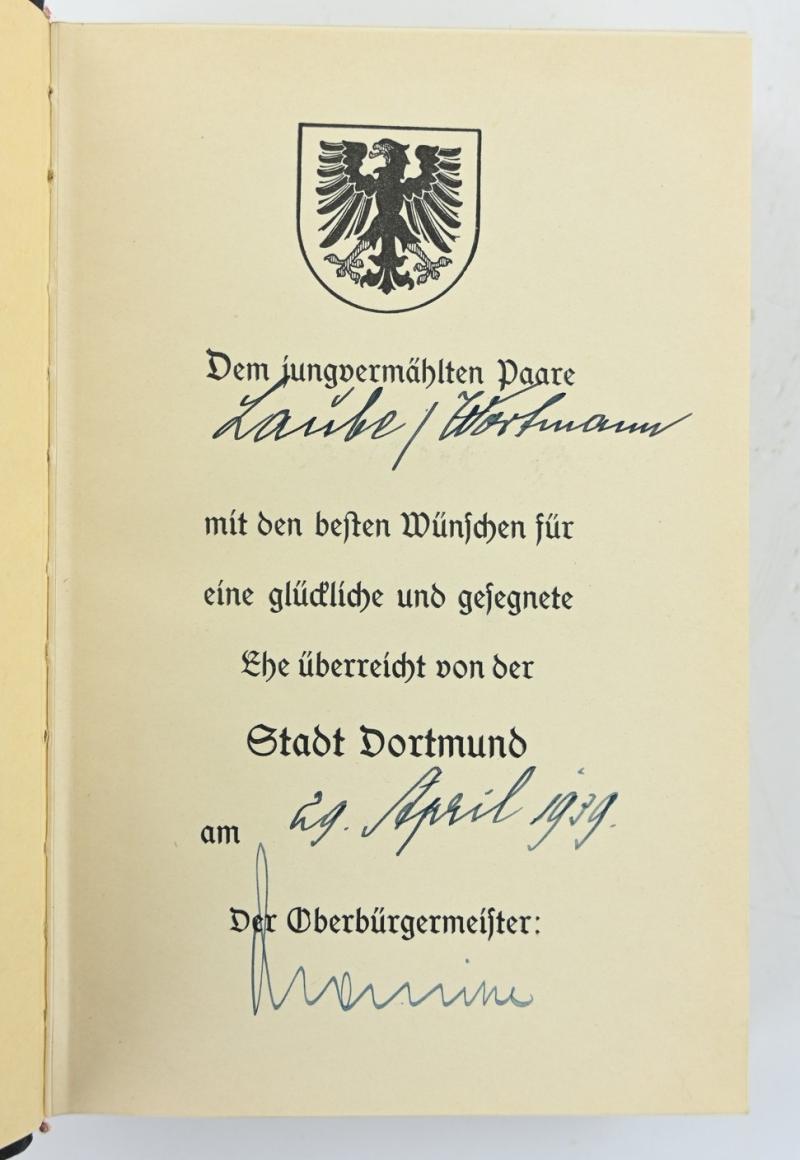 Dem jungvermählten Paare
Laube / Wortmann
mit den besten Wünschen für
eine glückliche und gesegnete
Ehe überreicht von der
Stadt Dortmund
am 29. April 1939.
Der Oberbürgermeister: